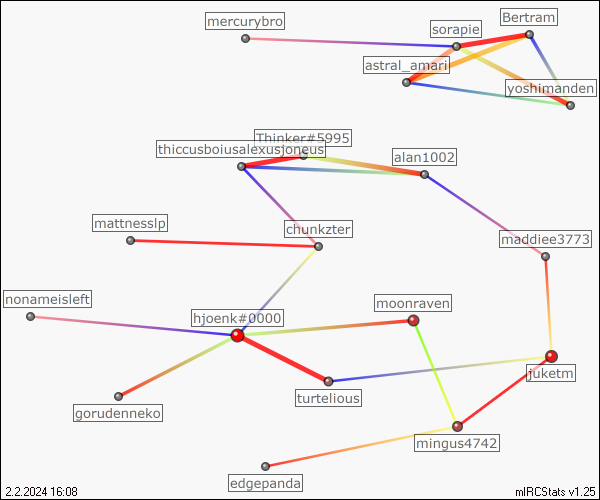 mercurybro
Bertram
sorapie
astral_amari
yoshimanden
Thinker#5995
thiccusboiusalexusjoneus
alan1002
mattnesslp
chunkzter
maddiee3773
nonameisleft
moonraven
hjoenk#0000
juketm
turtelious
gorudenneko
mingus4742
edgepanda
2.2.2024 16:08
mIRCStats v1.25